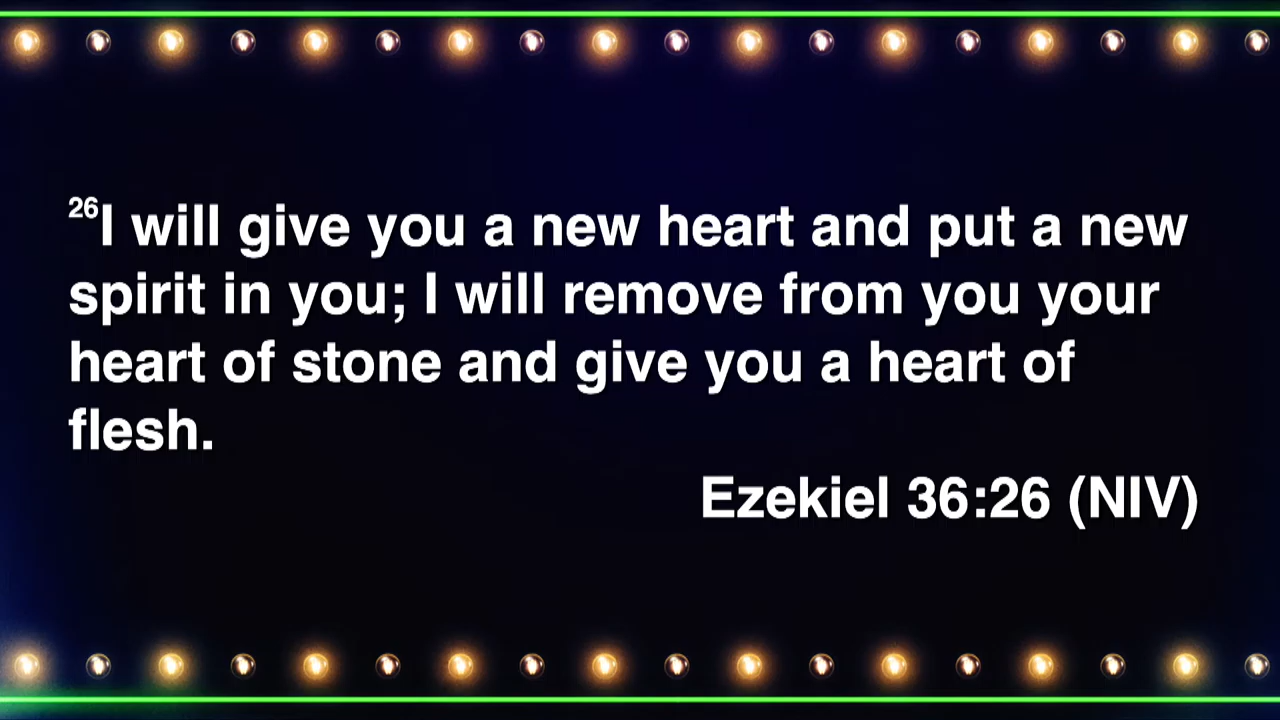 26I will give you a new heart and put a new
spirit in you; I will remove from you your
heart of stone and give you a heart of
flesh.
Ezekiel 36:26 (NIV)